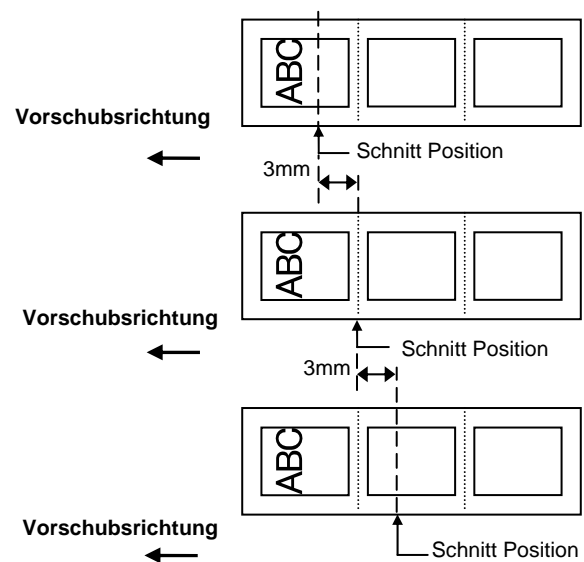 ABC
Vorschubsrichtung
Schnitt Position
3mm
ABC
Vorschubsrichtung
Schnitt Position
3mm
ABC
Vorschubsrichtung
Schnitt Position